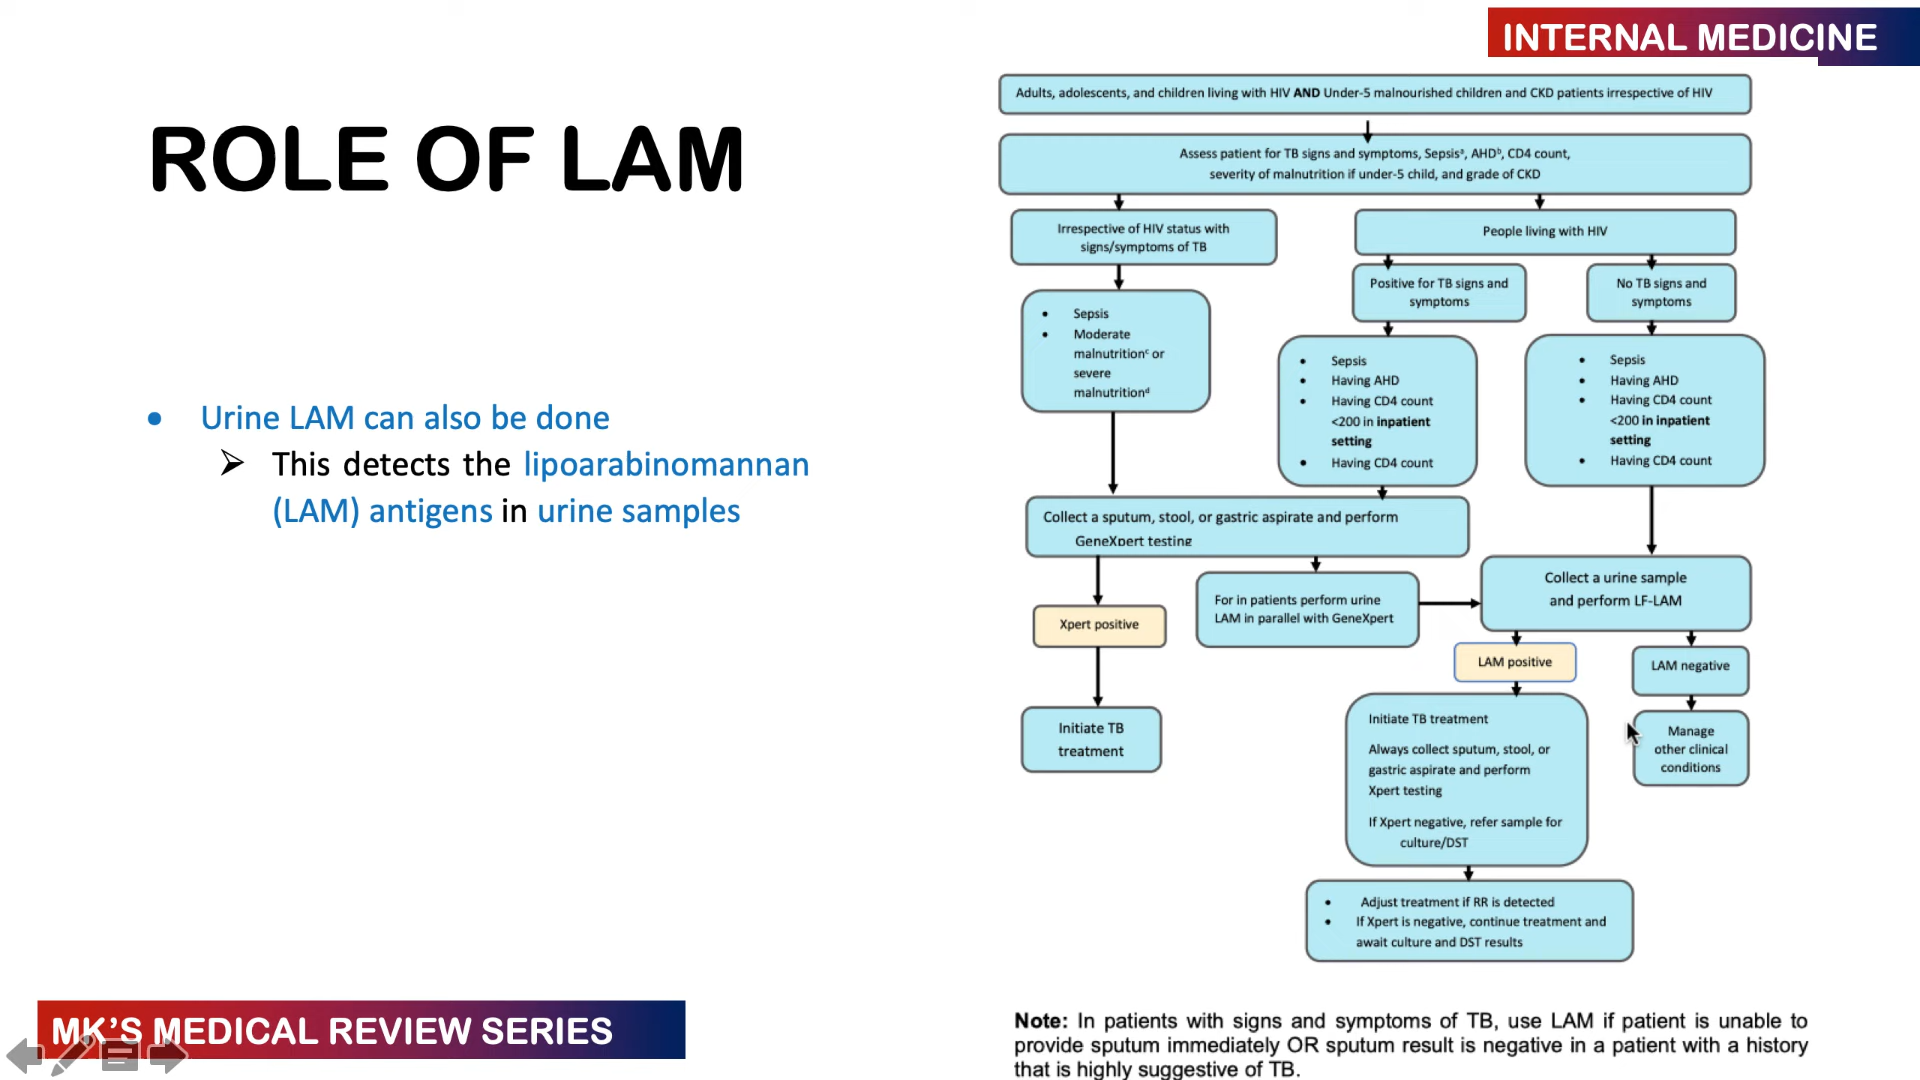 INTERNAL MEDICINE
ROLE OF LAM
• Urine LAM can also be done
➢ This detects the lipoarabinomannan
(LAM) antigens in urine samples
Adults, adolescents, and children living with HIV AND Under-5 malnourished children and CKD patients irrespective of HIV
Assess patient for TB signs and symptoms, Sepsisᵃ, AHDᵇ, CD4 count,
severity of malnutrition if under-5 child, and grade of CKD
Irrespective of HIV status with
signs/symptoms of TB
People living with HIV
Positive for TB signs and
symptoms
No TB signs and
symptoms
• Sepsis
• Moderate
malnutritionᶜ or
severe
malnutritionᵈ
• Sepsis
• Having AHD
• Having CD4 count
<200 in inpatient
setting
• Having CD4 count
• Sepsis
• Having AHD
• Having CD4 count
<200 in inpatient
setting
• Having CD4 count
Collect a sputum, stool, or gastric aspirate and perform
GeneXpert testing
Xpert positive
For in patients perform urine
LAM in parallel with GeneXpert
Collect a urine sample
and perform LF-LAM
LAM positive
LAM negative
Initiate TB
treatment
Initiate TB treatment
Always collect sputum, stool, or
gastric aspirate and perform
Xpert testing
If Xpert negative, refer sample for
culture/DST
Manage
other clinical
conditions
• Adjust treatment if RR is detected
• If Xpert is negative, continue treatment and
await culture and DST results
Note: In patients with signs and symptoms of TB, use LAM if patient is unable to
provide sputum immediately OR sputum result is negative in a patient with a history
that is highly suggestive of TB.
MK'S MEDICAL REVIEW SERIES